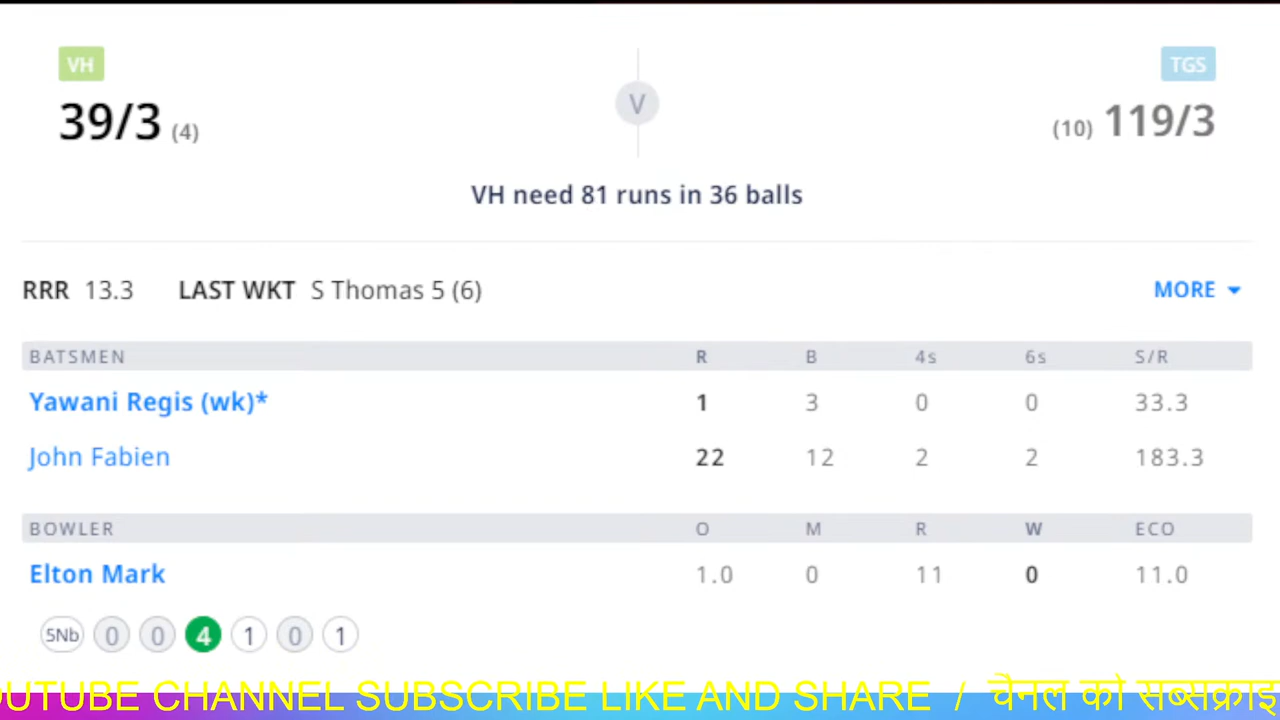 VH
TGS
39/3 (4)
V
(10) 119/3
VH need 81 runs in 36 balls
RRR 13.3 LAST WKT S Thomas 5 (6)
MORE
BATSMEN R B 4s 6s S/R
Yawani Regis (wk)* 1 3 0 0 33.3
John Fabien 22 12 2 2 183.3
BOWLER O M R W ECO
Elton Mark 1.0 0 11 0 11.0
5Nb 0 0 4 1 0 1
OUTUBE CHANNEL SUBSCRIBE LIKE AND SHARE / चेनल को सब्सक्राइ